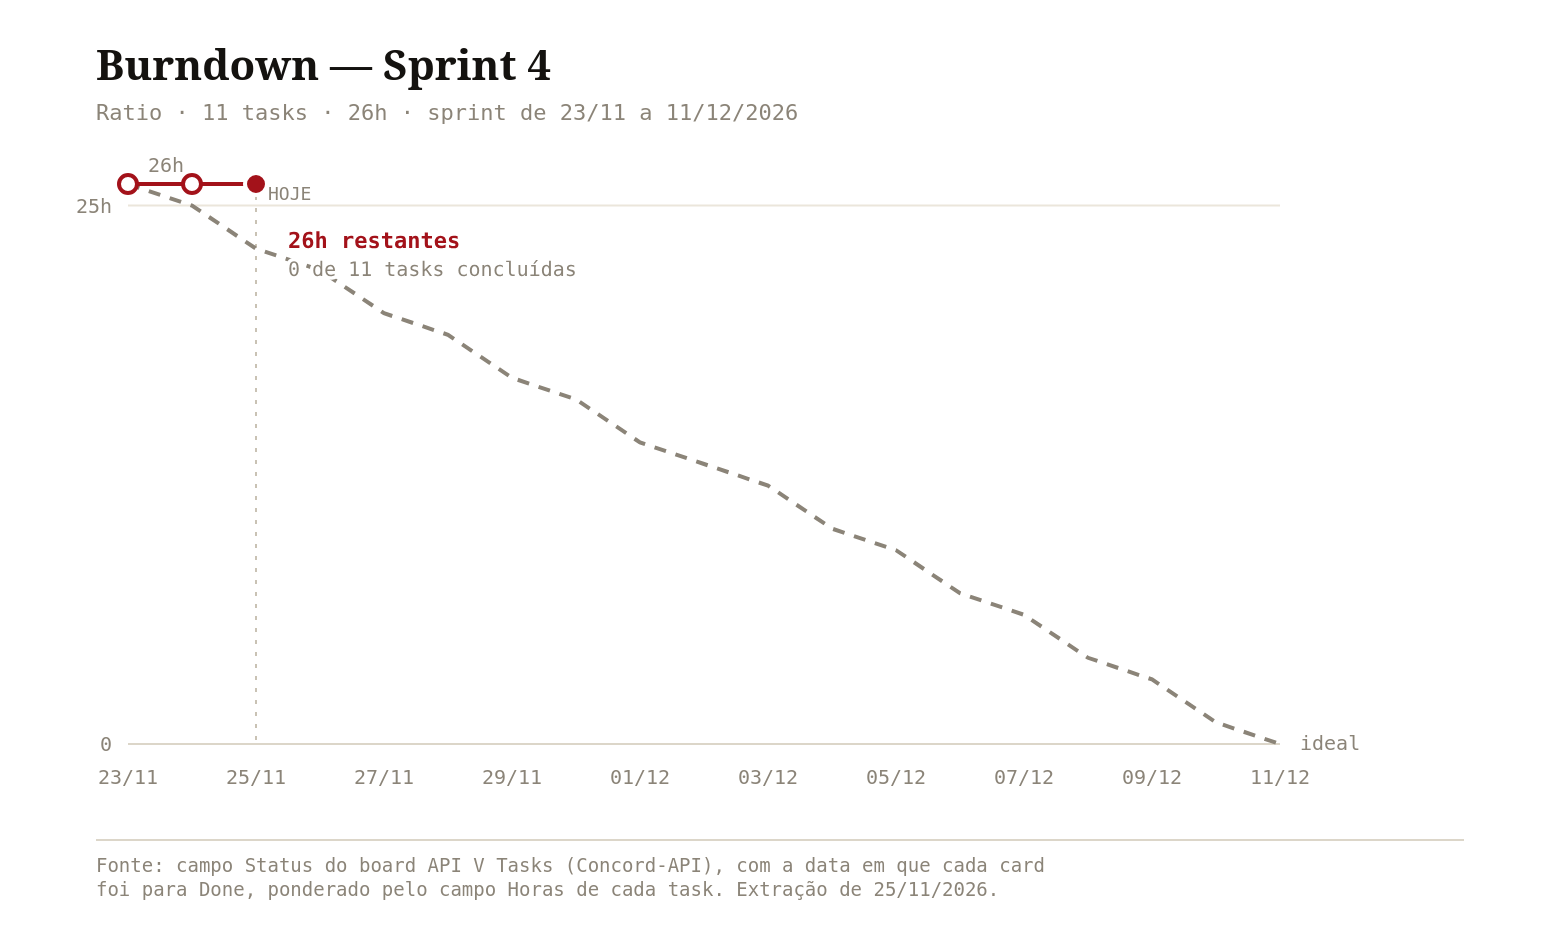 Burndown — Sprint 4
Ratio · 11 tasks · 26h · sprint de 23/11 a 11/12/2026
26h
HOJE
25h
26h restantes
0 de 11 tasks concluídas
0
ideal
23/11 25/11 27/11 29/11 01/12 03/12 05/12 07/12 09/12 11/12
Fonte: campo Status do board API V Tasks (Concord-API), com a data em que cada card
foi para Done, ponderado pelo campo Horas de cada task. Extração de 25/11/2026.